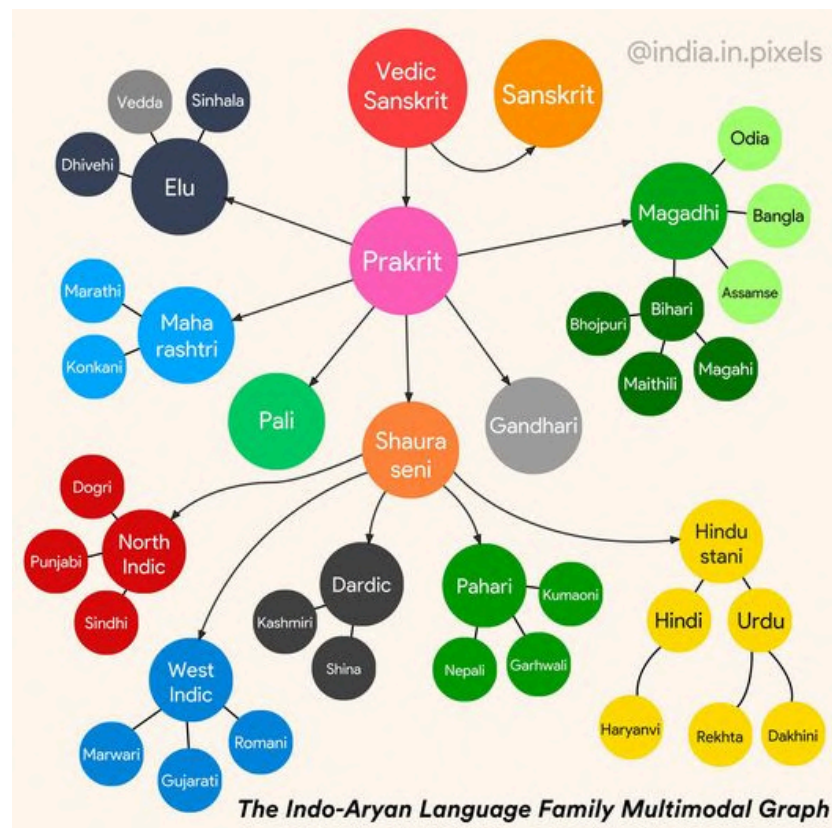 @india.in.pixels
Vedic
Sanskrit
Sanskrit
Vedda
Sinhala
Dhivehi
Elu
Odia
Magadhi
Bangla
Assamse
Bihari
Bhojpuri
Maithili
Magahi
Prakrit
Marathi
Maha
rashtri
Konkani
Pali
Shaura
seni
Gandhari
Dogri
North
Indic
Punjabi
Sindhi
Dardic
Kashmiri
Shina
Pahari
Kumaoni
Nepali
Garhwali
Hindu
stani
Hindi
Urdu
Haryanvi
Rekhta
Dakhini
West
Indic
Marwari
Gujarati
Romani
The Indo-Aryan Language Family Multimodal Graph